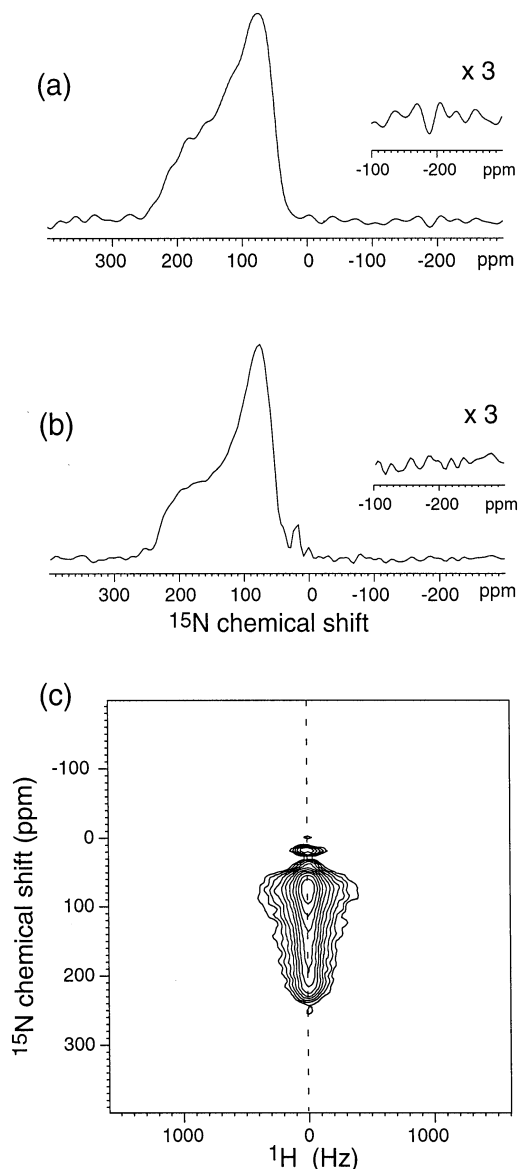 (a)
x 3
-100 -200 ppm
300 200 100 0 -100 -200 ppm
(b)
x 3
-100 -200 ppm
300 200 100 0 -100 -200 ppm
15N chemical shift
(c)
15N chemical shift (ppm)
-100
0
100
200
300
1000 0 1000
1H (Hz)